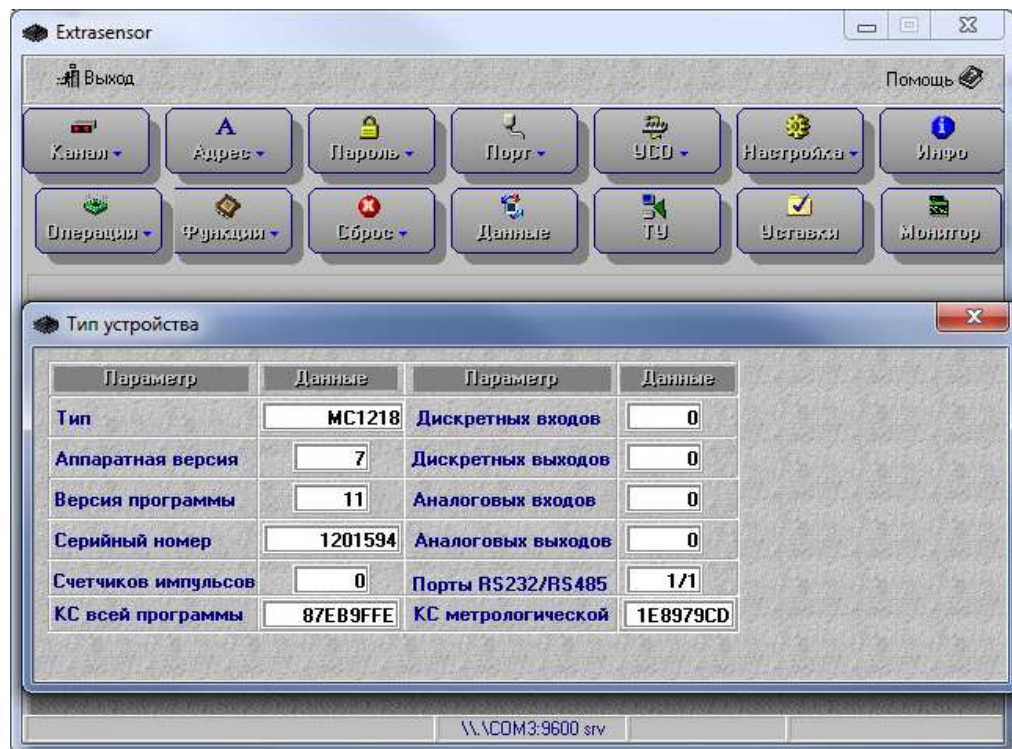 Extrasensor
Выход Помощь
Канал Адрес Пароль Порт УСО Настройка Инфо
Операции Функции Сброс Данные ТУ Уставки Монитор
Тип устройства
Параметр Данные Параметр Данные
Тип MC1218 Дискретных входов 0
Аппаратная версия 7 Дискретных выходов 0
Версия программы 11 Аналоговых входов 0
Серийный номер 1201594 Аналоговых выходов 0
Счетчиков импульсов 0 Порты RS232/RS485 1/1
КС всей программы 87EB9FFE КС метрологической 1E8979CD
\\.\COM3:9600 srv